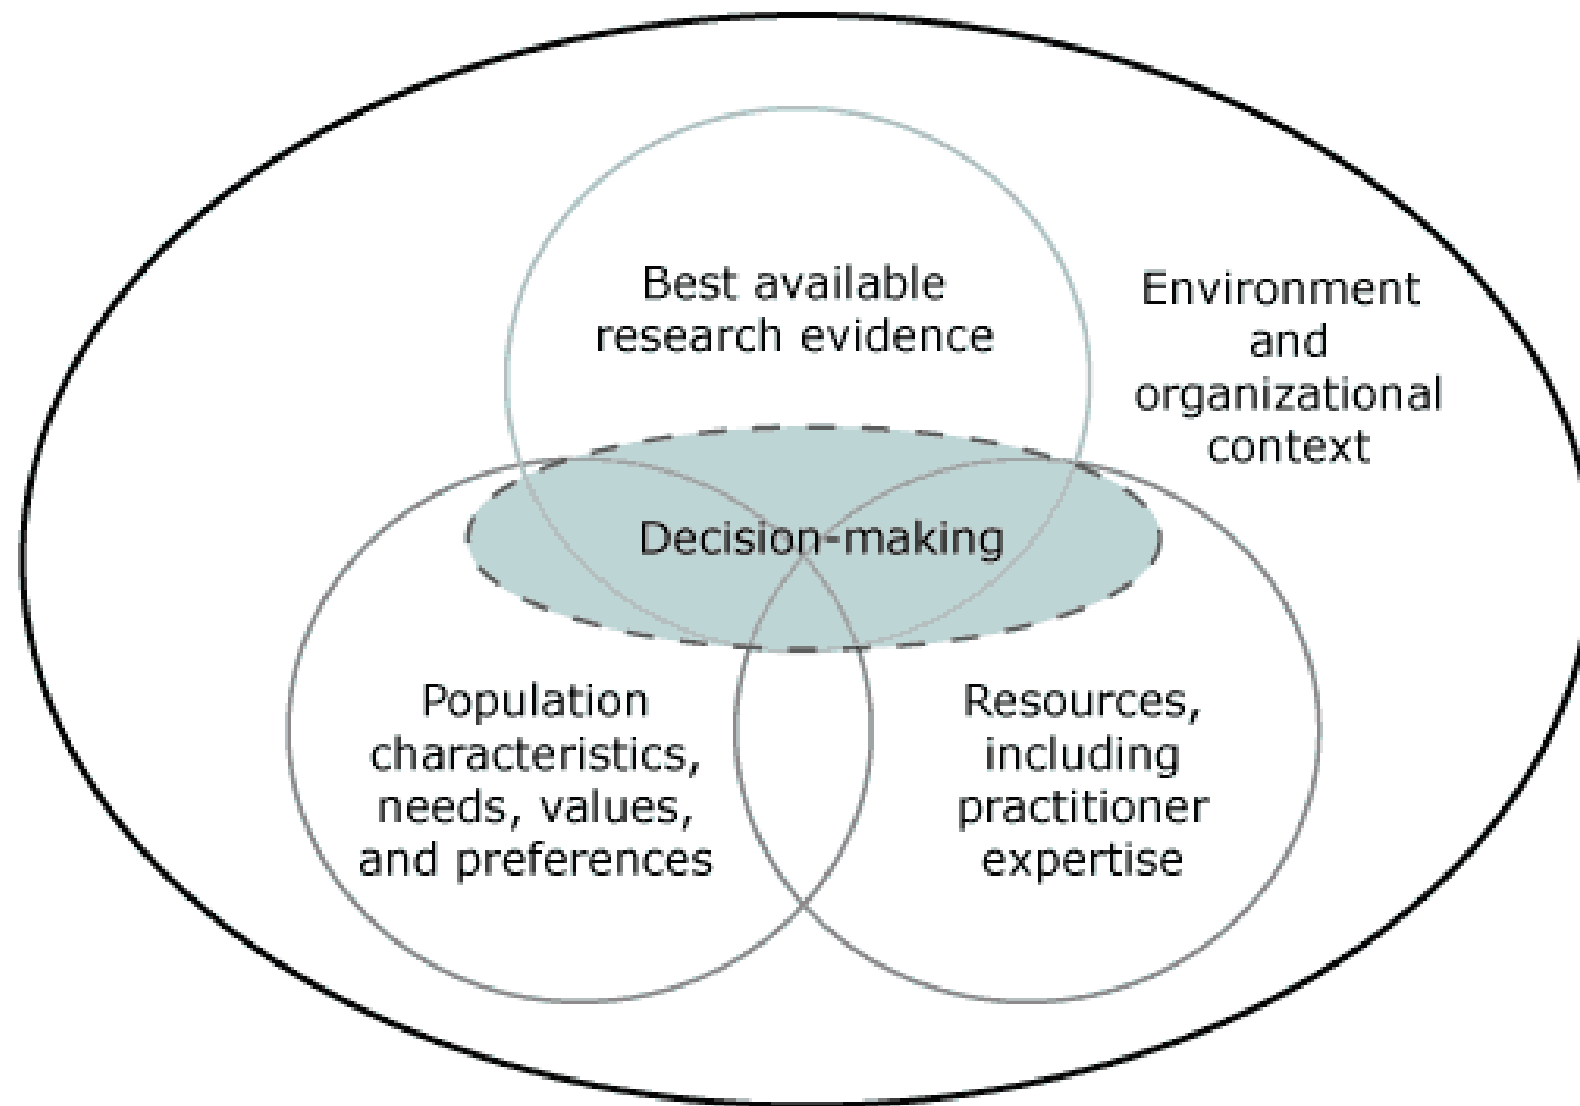 Best available
research evidence
Environment
and
organizational
context
Decision-making
Population
characteristics,
needs, values,
and preferences
Resources,
including
practitioner
expertise